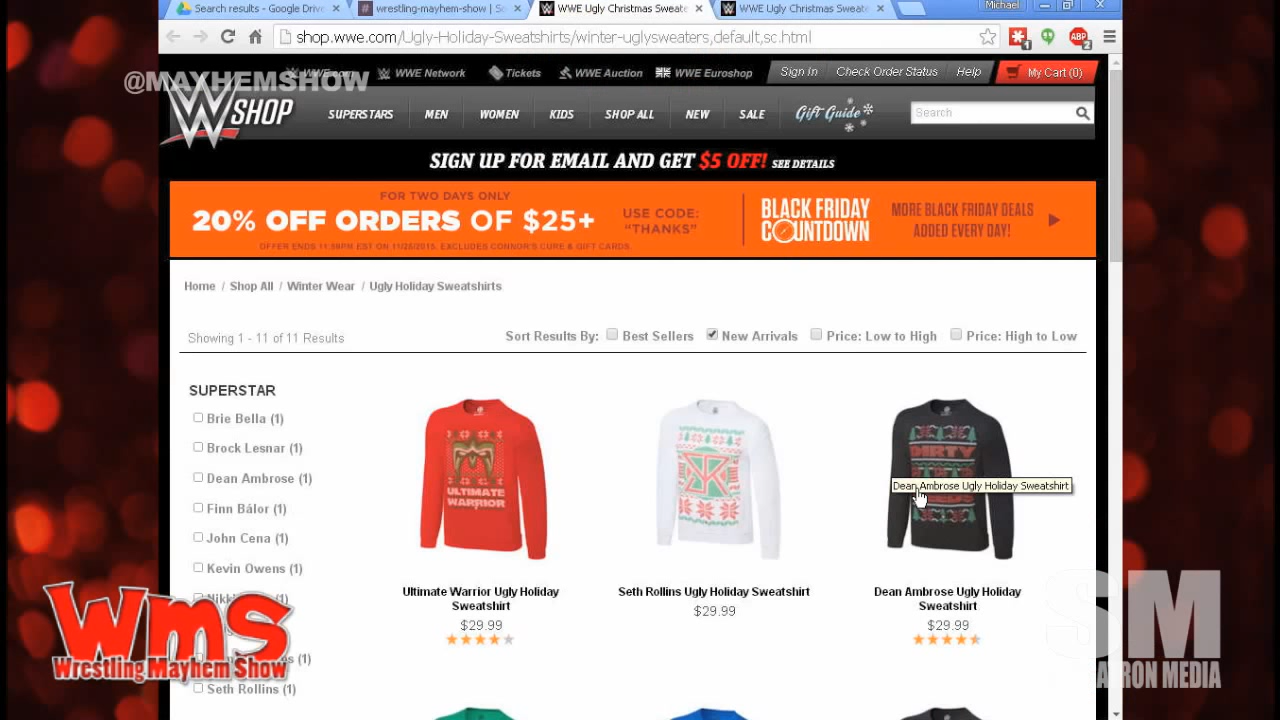 Search results - Google Drive
wrestling-mayhem-show
WWE Ugly Christmas Sweate
WWE Ugly Christmas Sweate
Michael
shop.wwe.com/Ugly-Holiday-Sweatshirts/winter-uglysweaters,default,sc.html
ABP
@MAYHEMSHOW
WWE Network
Tickets
WWE Auction
WWE Euroshop
Sign In
Check Order Status
Help
My Cart (0)
W SHOP
SUPERSTARS
MEN
WOMEN
KIDS
SHOP ALL
NEW
SALE
Gift Guide
Search
SIGN UP FOR EMAIL AND GET $5 OFF! SEE DETAILS
FOR TWO DAYS ONLY
20% OFF ORDERS OF $25+
USE CODE:
"THANKS"
OFFER ENDS 11:59PM EST ON 11/26/2015. EXCLUDES CONNOR'S CURE & GIFT CARDS.
BLACK FRIDAY
COUNTDOWN
MORE BLACK FRIDAY DEALS
ADDED EVERY DAY!
Home / Shop All / Winter Wear / Ugly Holiday Sweatshirts
Showing 1 - 11 of 11 Results
Sort Results By: Best Sellers New Arrivals Price: Low to High Price: High to Low
SUPERSTAR
Brie Bella (1)
Brock Lesnar (1)
Dean Ambrose (1)
Finn Bálor (1)
John Cena (1)
Kevin Owens (1)
Seth Rollins (1)
ULTIMATE
WARRIOR
DIRTY
Dean Ambrose Ugly Holiday Sweatshirt
Ultimate Warrior Ugly Holiday
Sweatshirt
$29.99
Seth Rollins Ugly Holiday Sweatshirt
$29.99
Dean Ambrose Ugly Holiday
Sweatshirt
$29.99
WMS
Wrestling Mayhem Show
SM
ATRON MEDIA